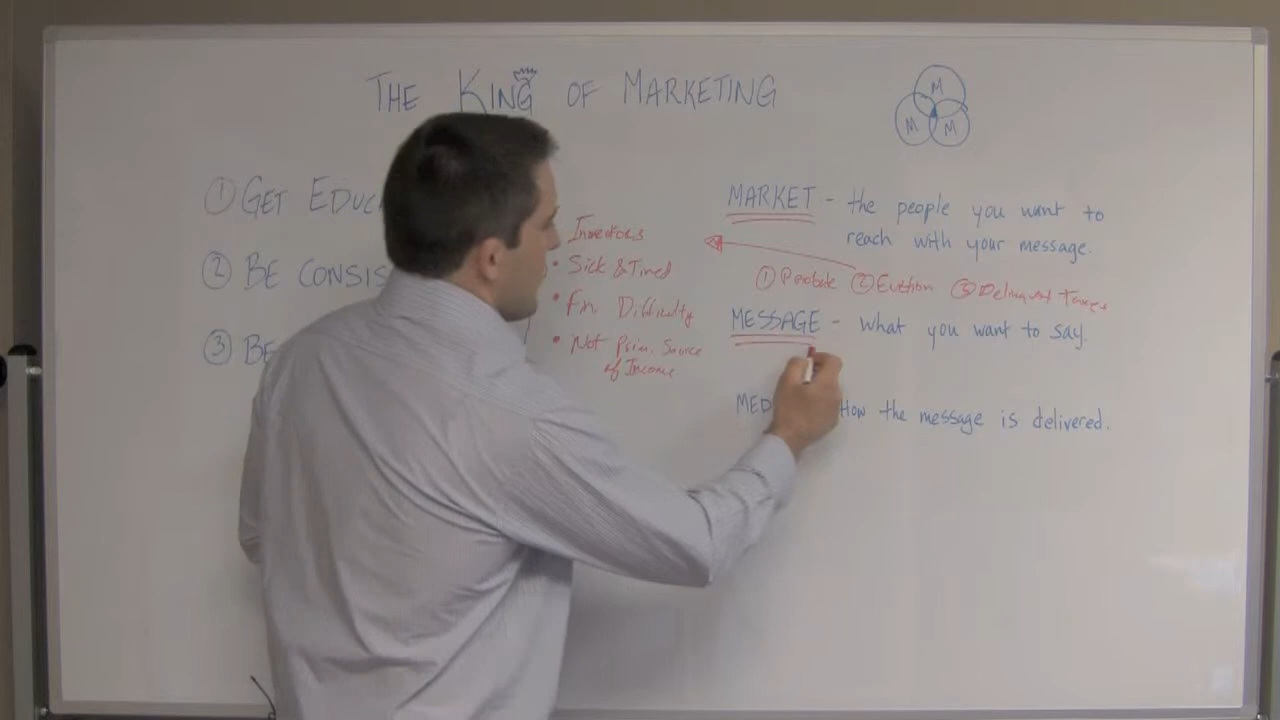 THE KING OF MARKETING
M
M M
① GET EDUC
② BE CONSIS
③ BE
Investors
• Sick & Tired
• Fin. Difficulty
• Not Prim. Source
of Income
MARKET - the people you want to
reach with your message.
① Probate ② Eviction ③ Delinquent Taxes
MESSAGE - What you want to say.
MED How the message is delivered.